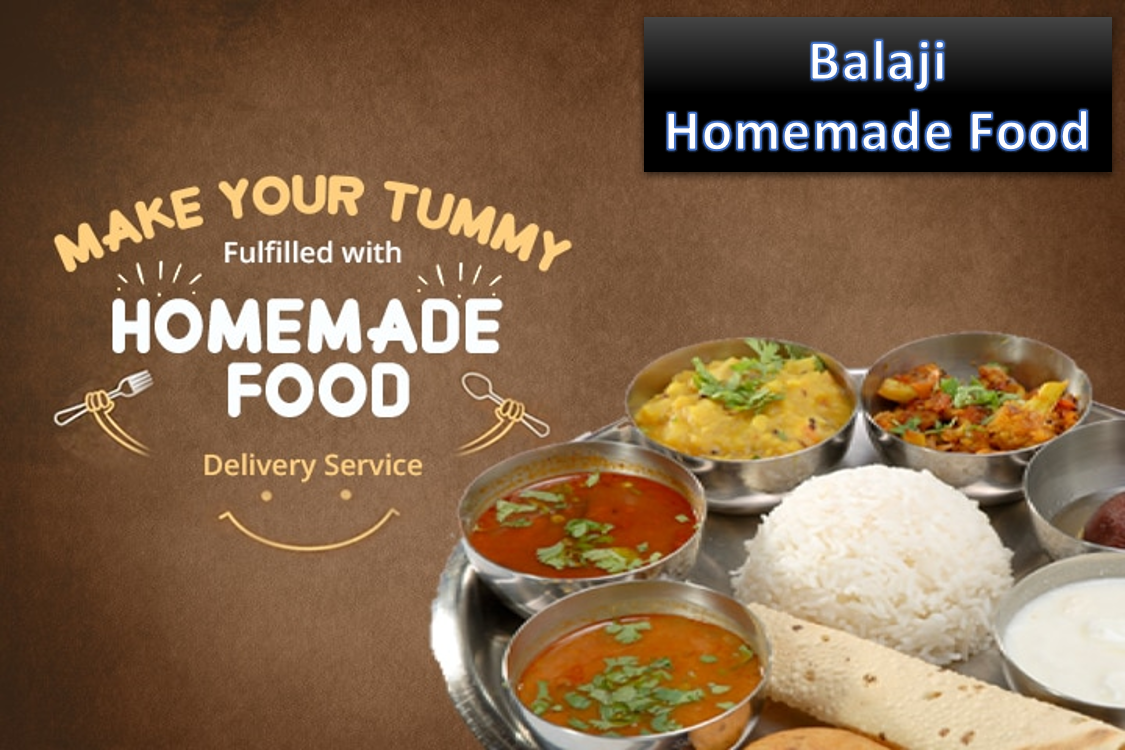 Balaji
Homemade Food
MAKE YOUR TUMMY
Fulfilled with
HOMEMADE
FOOD
Delivery Service